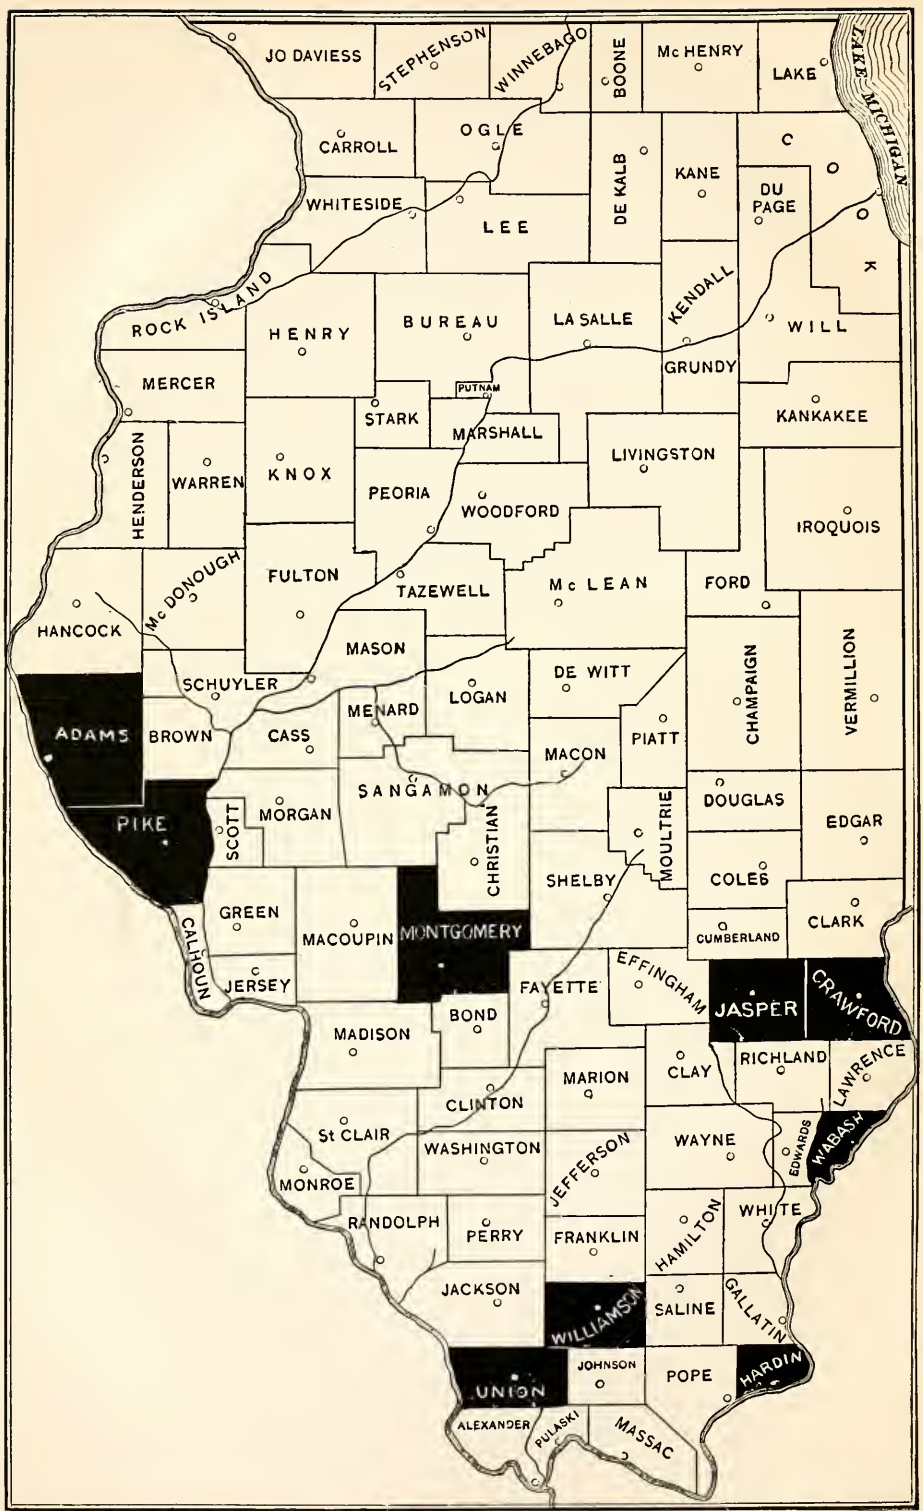 JO DAVIESS
STEPHENSON
WINNEBAGO
BOONE
McHENRY
LAKE
LAKE MICHIGAN
CARROLL
OGLE
DE KALB
KANE
COOK
DU
PAGE
WHITESIDE
LEE
ROCK ISLAND
HENRY
BUREAU
LA SALLE
KENDALL
WILL
GRUNDY
MERCER
PUTNAM
STARK
MARSHALL
KANKAKEE
HENDERSON
WARREN
KNOX
PEORIA
WOODFORD
LIVINGSTON
IROQUOIS
HANCOCK
McDONOUGH
FULTON
TAZEWELL
McLEAN
FORD
MASON
SCHUYLER
LOGAN
DE WITT
CHAMPAIGN
VERMILLION
ADAMS
BROWN
CASS
MENARD
MACON
PIATT
PIKE
SCOTT
MORGAN
SANGAMON
CHRISTIAN
MOULTRIE
DOUGLAS
EDGAR
SHELBY
COLES
CALHOUN
GREEN
MACOUPIN
MONTGOMERY
CUMBERLAND
CLARK
JERSEY
FAYETTE
EFFINGHAM
JASPER
CRAWFORD
MADISON
BOND
CLAY
RICHLAND
LAWRENCE
MARION
CLINTON
St CLAIR
WASHINGTON
JEFFERSON
WAYNE
EDWARDS
WABASH
MONROE
RANDOLPH
PERRY
FRANKLIN
HAMILTON
WHITE
JACKSON
WILLIAMSON
SALINE
GALLATIN
UNION
JOHNSON
POPE
HARDIN
ALEXANDER
PULASKI
MASSAC